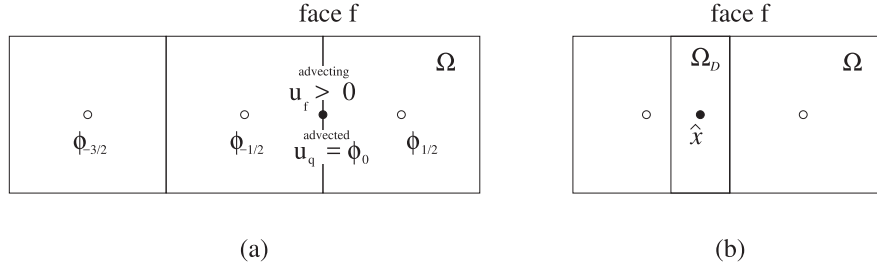 face f
face f
Ω
Ω_D
Ω
advecting
u_f > 0
advected
x̂
ϕ_{-3/2}
ϕ_{-1/2}
u_q = ϕ_0
ϕ_{1/2}
(a)
(b)